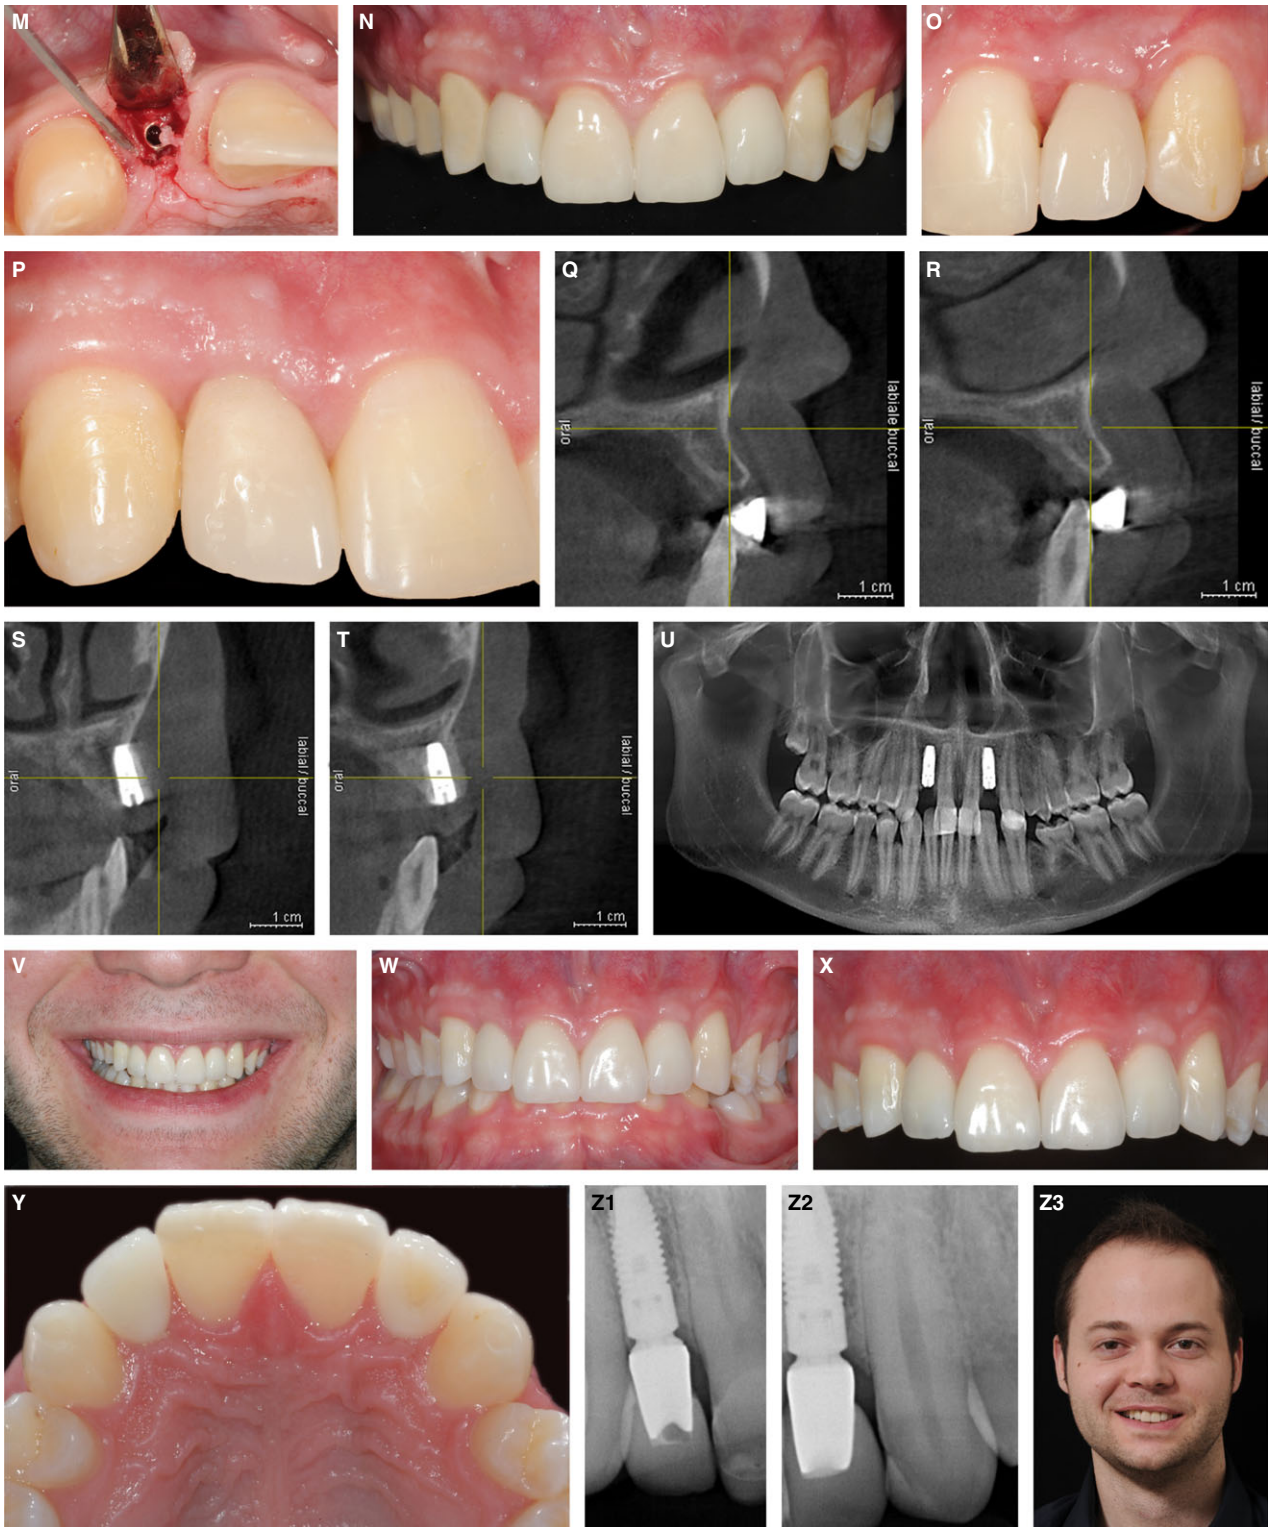 M
N
O
P
Q
oral
labiale buccal
1 cm
R
oral
labial/ buccal
1 cm
S
oral
labial / buccal
1 cm
T
oral
labial / buccal
1 cm
U
V
W
X
Y
Z1
Z2
Z3